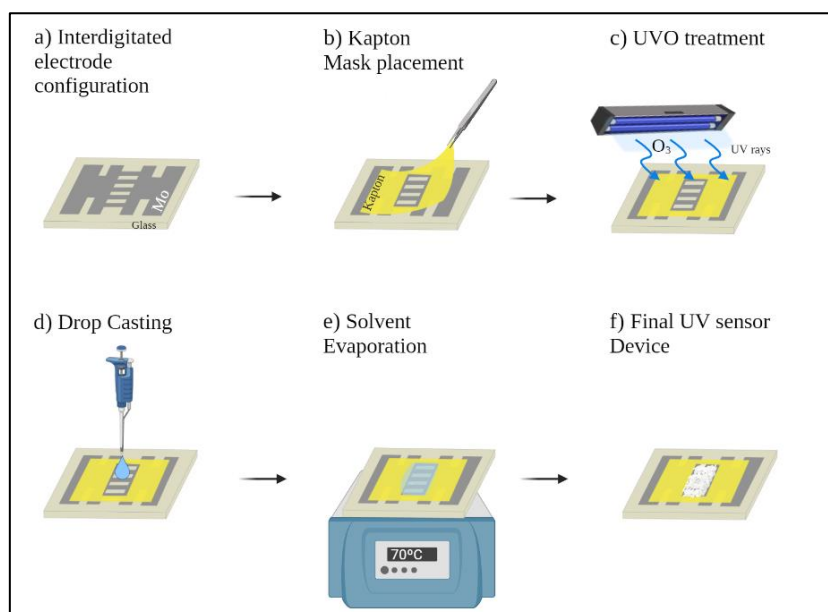 a) Interdigitated
electrode
configuration
Mo
Glass
b) Kapton
Mask placement
Kapton
c) UVO treatment
O₃
UV rays
d) Drop Casting
e) Solvent
Evaporation
70ºC
f) Final UV sensor
Device